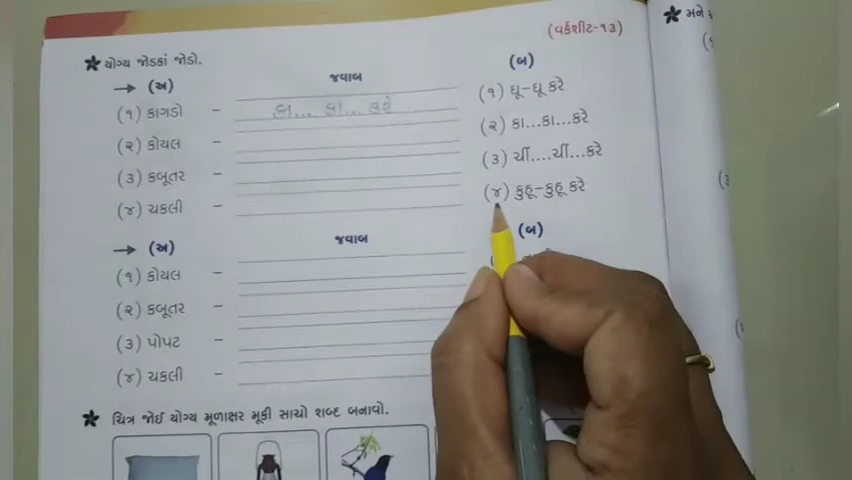 (વર્કશીટ-૧૩)
★ યોગ્ય જોડકાં જોડો.
→ (અ) જવાબ (બ)
(૧) કાગડો - કા... કા... કરે (૧) ઘૂ-ઘૂ કરે
(૨) કોયલ - (૨) કા...કા...કરે
(૩) કબૂતર - (૩) ચીં....ચીં...કરે
(૪) ચકલી - (૪) કુહૂ-કુહૂ કરે
→ (અ) જવાબ (બ)
(૧) કોયલ -
(૨) કબૂતર -
(૩) પોપટ -
(૪) ચકલી -
★ ચિત્ર જોઈ યોગ્ય મૂળાક્ષર મૂકી સાચો શબ્દ બનાવો.
★ મને